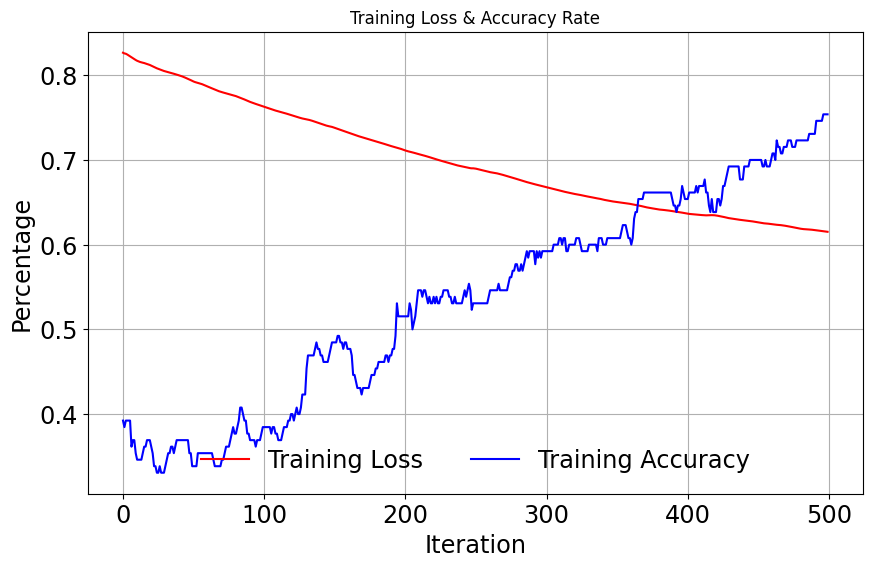 Training Loss & Accuracy Rate
Percentage
0.8
0.7
0.6
0.5
0.4
Training Loss
Training Accuracy
0 100 200 300 400 500
Iteration